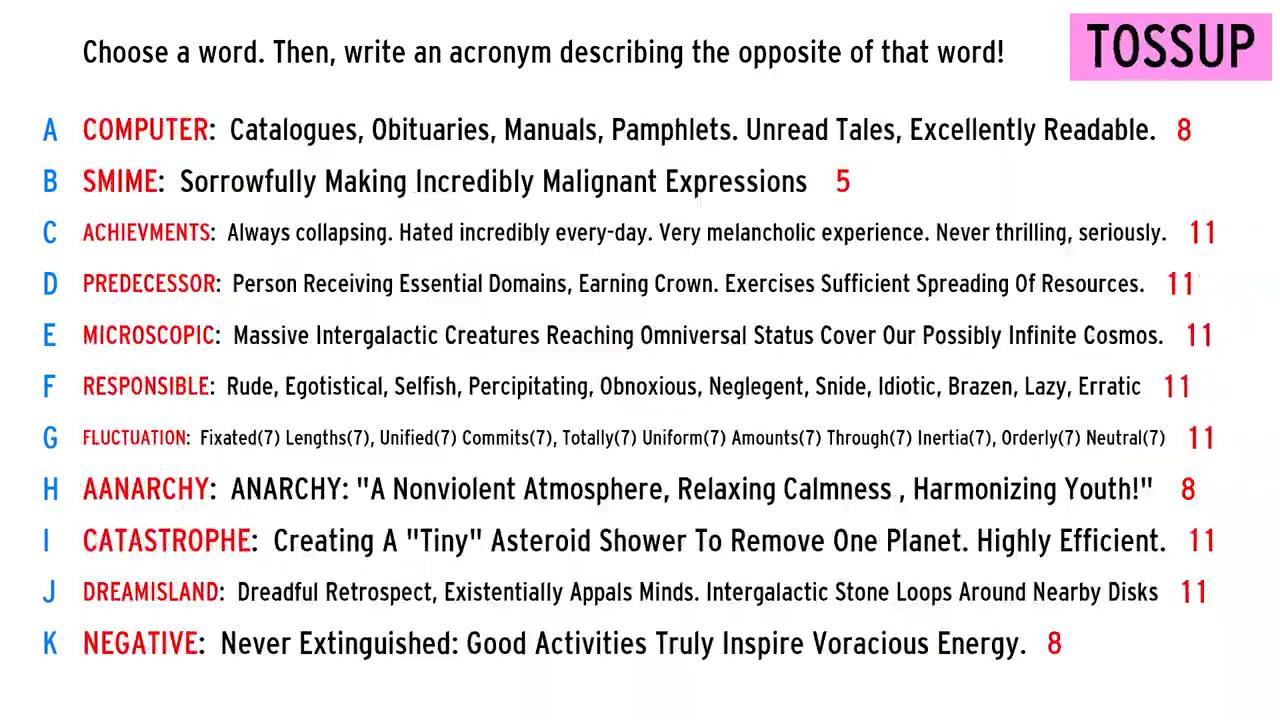 Choose a word. Then, write an acronym describing the opposite of that word!
TOSSUP
A COMPUTER: Catalogues, Obituaries, Manuals, Pamphlets. Unread Tales, Excellently Readable. 8
B SMIME: Sorrowfully Making Incredibly Malignant Expressions 5
C ACHIEVMENTS: Always collapsing. Hated incredibly every-day. Very melancholic experience. Never thrilling, seriously. 11
D PREDECESSOR: Person Receiving Essential Domains, Earning Crown. Exercises Sufficient Spreading Of Resources. 11
E MICROSCOPIC: Massive Intergalactic Creatures Reaching Omniversal Status Cover Our Possibly Infinite Cosmos. 11
F RESPONSIBLE: Rude, Egotistical, Selfish, Percipitating, Obnoxious, Neglegent, Snide, Idiotic, Brazen, Lazy, Erratic 11
G FLUCTUATION: Fixated(7) Lengths(7), Unified(7) Commits(7), Totally(7) Uniform(7) Amounts(7) Through(7) Inertia(7), Orderly(7) Neutral(7) 11
H AANARCHY: ANARCHY: "A Nonviolent Atmosphere, Relaxing Calmness , Harmonizing Youth!" 8
I CATASTROPHE: Creating A "Tiny" Asteroid Shower To Remove One Planet. Highly Efficient. 11
J DREAMISLAND: Dreadful Retrospect, Existentially Appals Minds. Intergalactic Stone Loops Around Nearby Disks 11
K NEGATIVE: Never Extinguished: Good Activities Truly Inspire Voracious Energy. 8